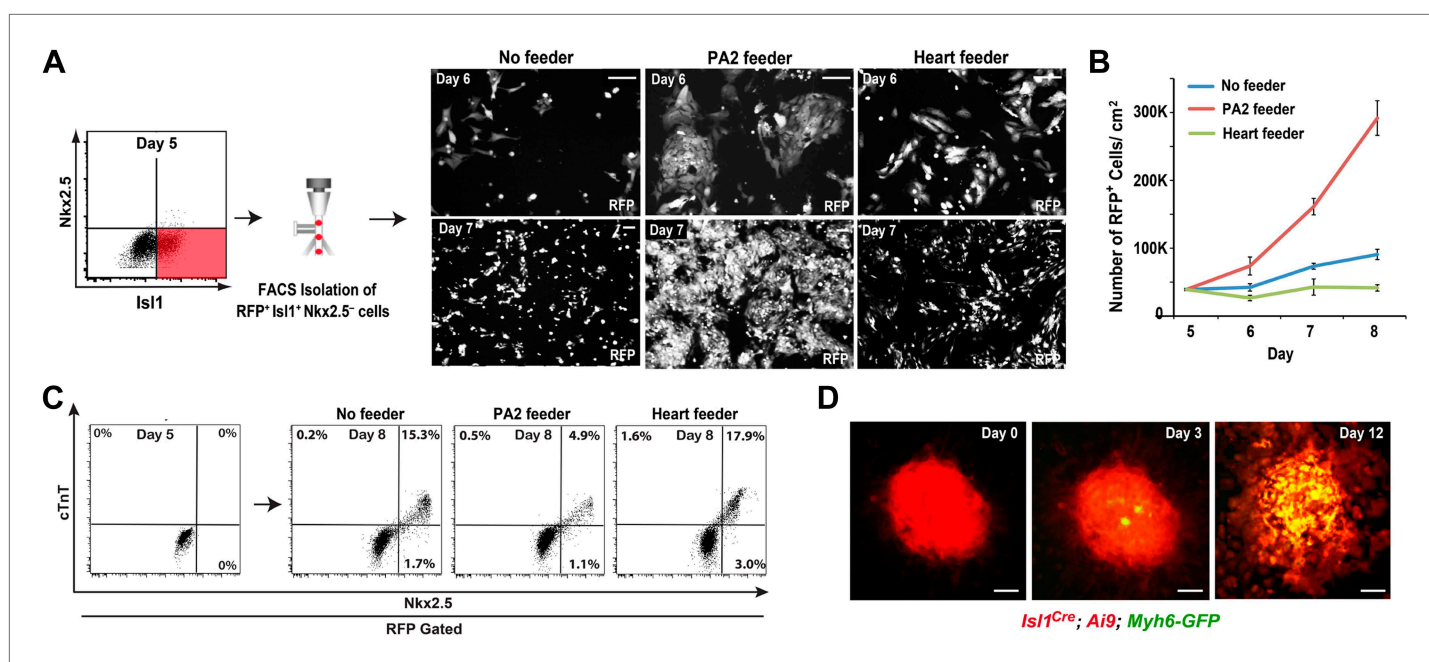 A
Nkx2.5
Day 5
Isl1
FACS Isolation of
RFP⁺ Isl1⁺ Nkx2.5⁻ cells
No feeder
PA2 feeder
Heart feeder
Day 6
RFP
Day 6
RFP
Day 6
RFP
Day 7
RFP
Day 7
RFP
Day 7
RFP
B
Number of RFP⁺ Cells/ cm²
300K
200K
100K
0
5
6
7
8
Day
No feeder
PA2 feeder
Heart feeder
C
cTnT
0%
Day 5
0%
0%
No feeder
0.2%
Day 8
15.3%
1.7%
PA2 feeder
0.5%
Day 8
4.9%
1.1%
Heart feeder
1.6%
Day 8
17.9%
3.0%
Nkx2.5
RFP Gated
D
Day 0
Day 3
Day 12
Isl1ᶜʳᵉ; Ai9; Myh6-GFP